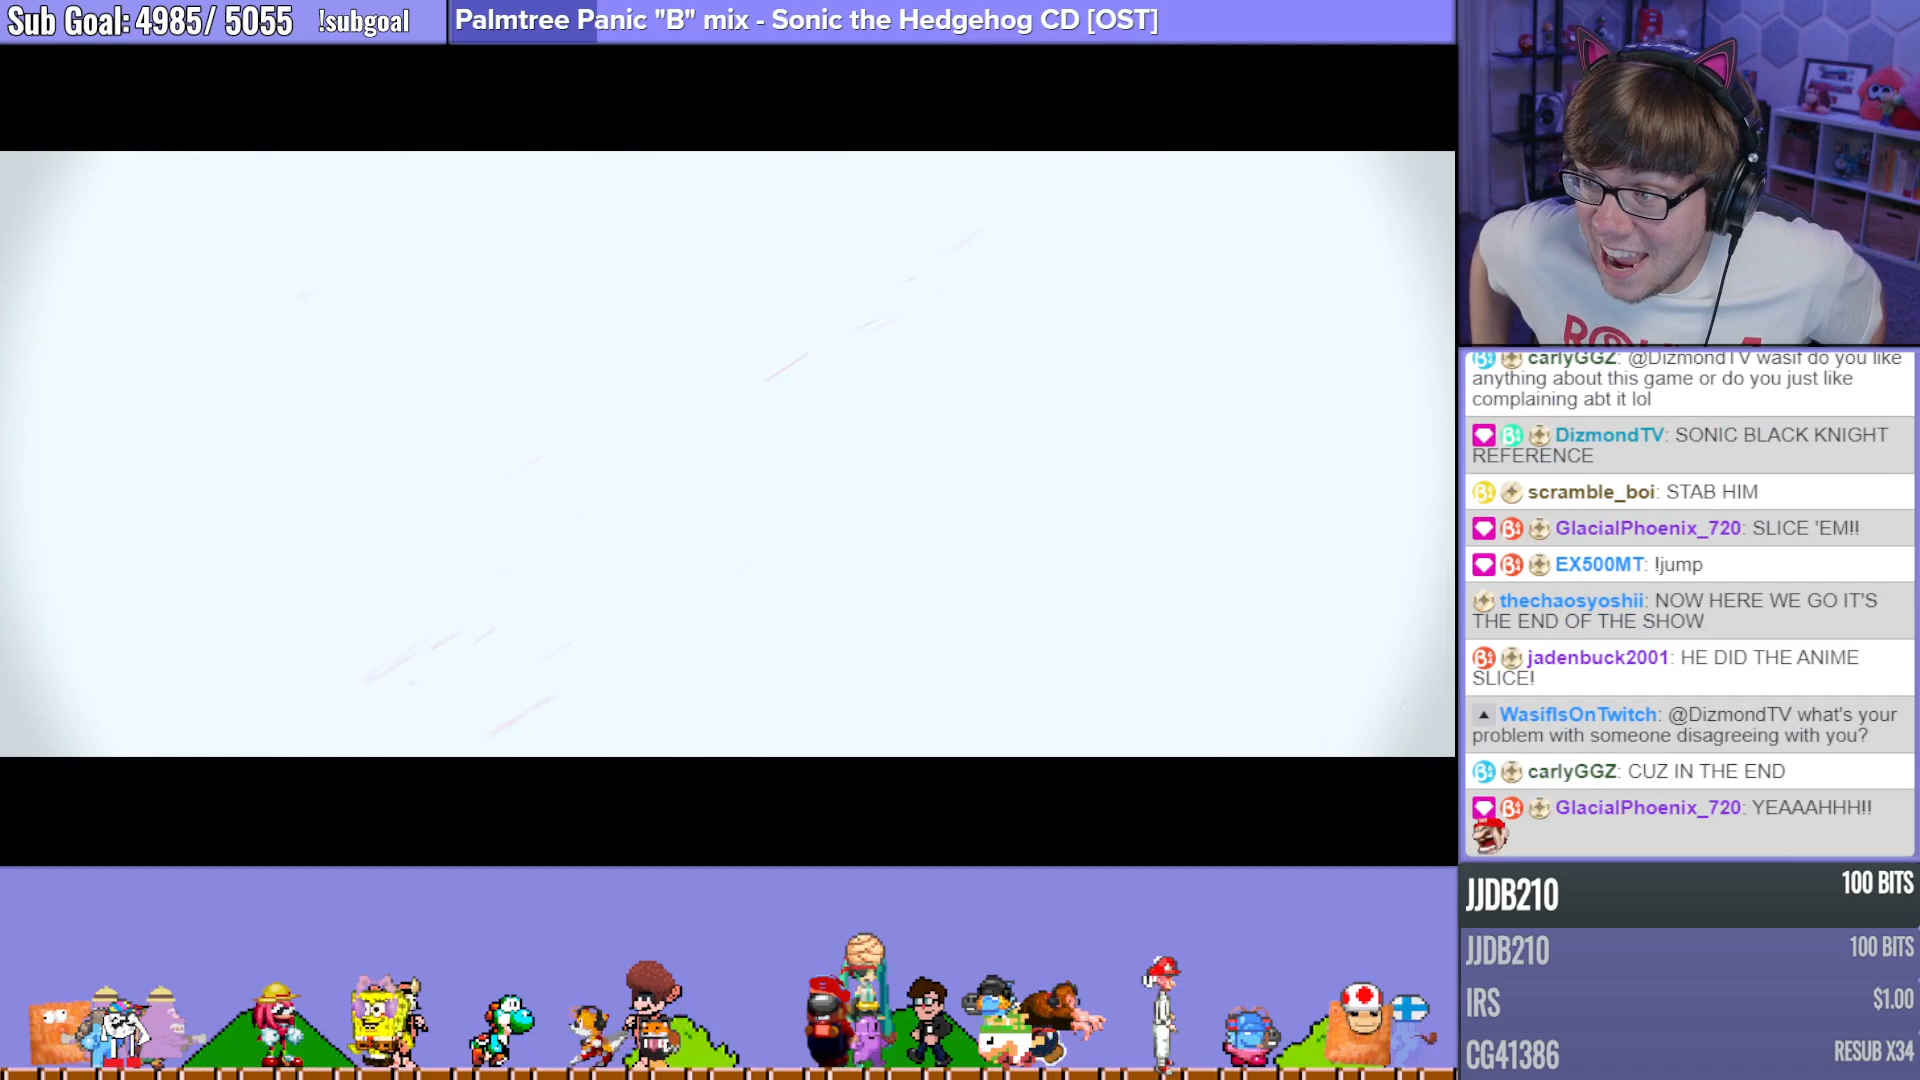 Sub Goal: 4985/ 5055 !subgoal
Palmtree Panic "B" mix - Sonic the Hedgehog CD [OST]
carlyGGZ: @DizmondTV wasif do you like
anything about this game or do you just like
complaining abt it lol
DizmondTV: SONIC BLACK KNIGHT
REFERENCE
scramble_boi: STAB HIM
GlacialPhoenix_720: SLICE 'EM!!
EX500MT: !jump
thechaosyoshii: NOW HERE WE GO IT'S
THE END OF THE SHOW
jadenbuck2001: HE DID THE ANIME
SLICE!
WasifIsOnTwitch: @DizmondTV what's your
problem with someone disagreeing with you?
carlyGGZ: CUZ IN THE END
GlacialPhoenix_720: YEAAAHHH!!
JJDB210 100 BITS
JJDB210 100 BITS
IRS $1.00
CG41386 RESUB X34